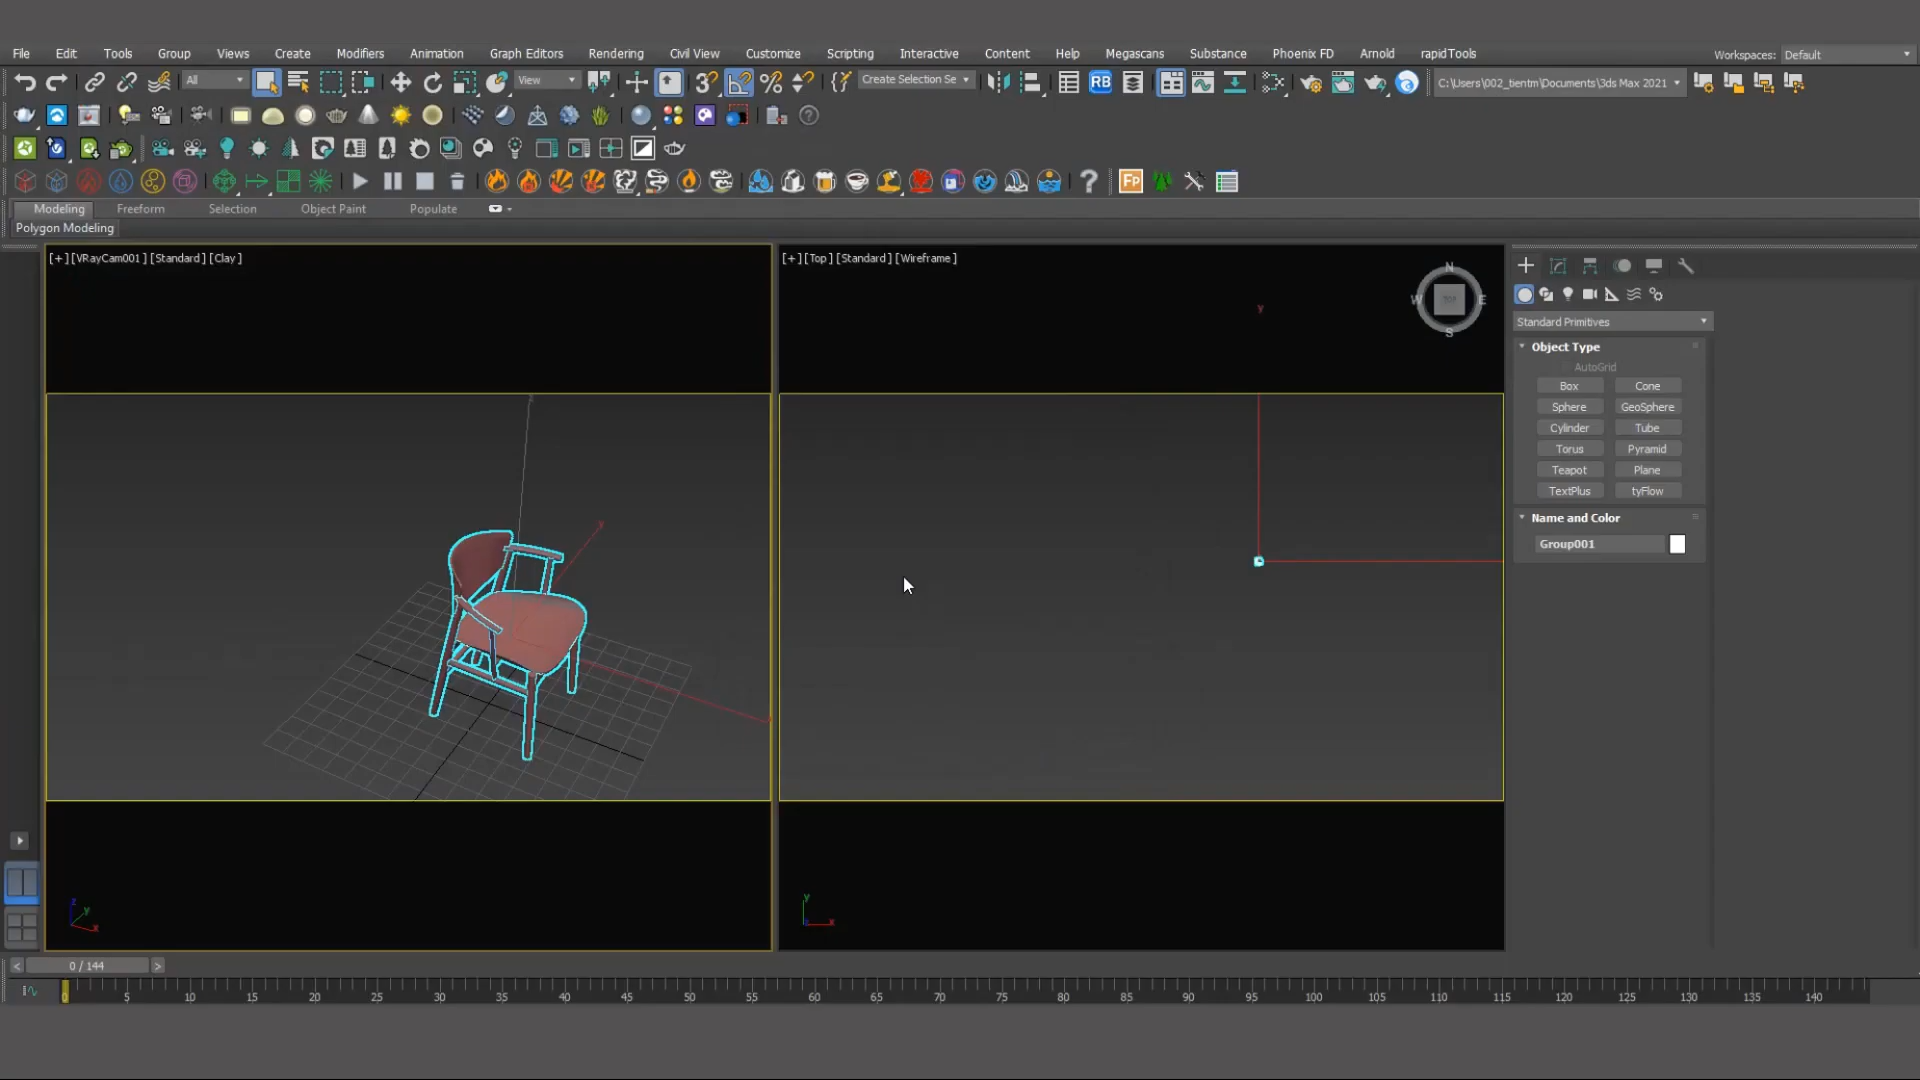 File Edit Tools Group Views Create Modifiers Animation Graph Editors Rendering Civil View Customize Scripting Interactive Content Help Megascans Substance Phoenix FD Arnold rapidTools Workspaces: Default
All View Create Selection Se RB C:\Users\002_tientm\Documents\3ds Max 2021
Fp
Modeling Freeform Selection Object Paint Populate
Polygon Modeling
[+] [VRayCam001] [Standard] [Clay]
[+] [Top] [Standard] [Wireframe]
N
W E
S
y
y
Standard Primitives
Object Type
AutoGrid
Box Cone
Sphere GeoSphere
Cylinder Tube
Torus Pyramid
Teapot Plane
TextPlus tyFlow
Name and Color
Group001
z y x
y x
< 0 / 144 >
0 5 10 15 20 25 30 35 40 45 50 55 60 65 70 75 80 85 90 95 100 105 110 115 120 125 130 135 140